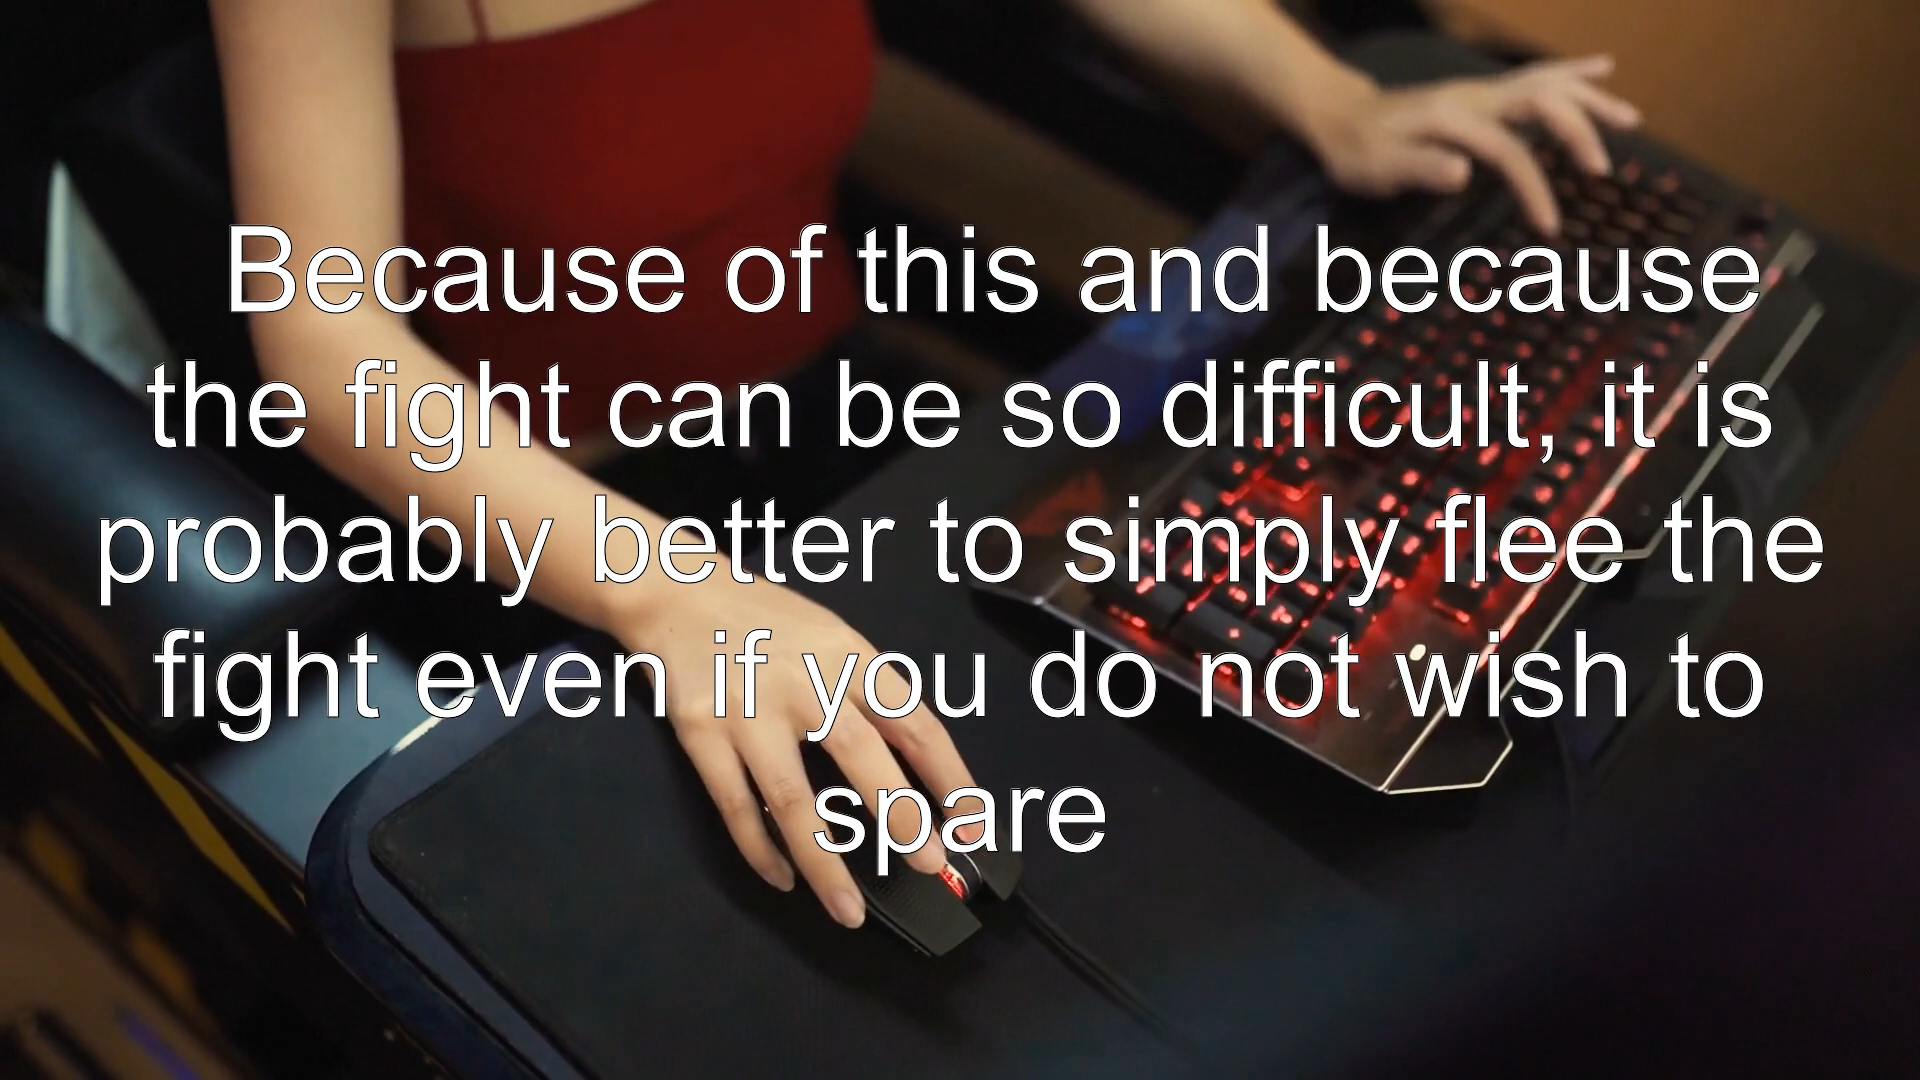 Because of this and because
the fight can be so difficult, it is
probably better to simply flee the
fight even if you do not wish to
spare